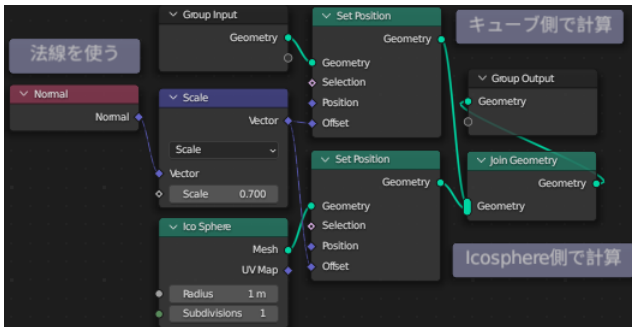 法線を使う
Normal
Normal
Group Input
Geometry
Scale
Vector
Scale
Vector
Scale 0.700
Ico Sphere
Mesh
UV Map
Radius 1 m
Subdivisions 1
Set Position
Geometry
Geometry
Selection
Position
Offset
Set Position
Geometry
Geometry
Selection
Position
Offset
キューブ側で計算
Group Output
Geometry
Join Geometry
Geometry
Geometry
Icosphere側で計算